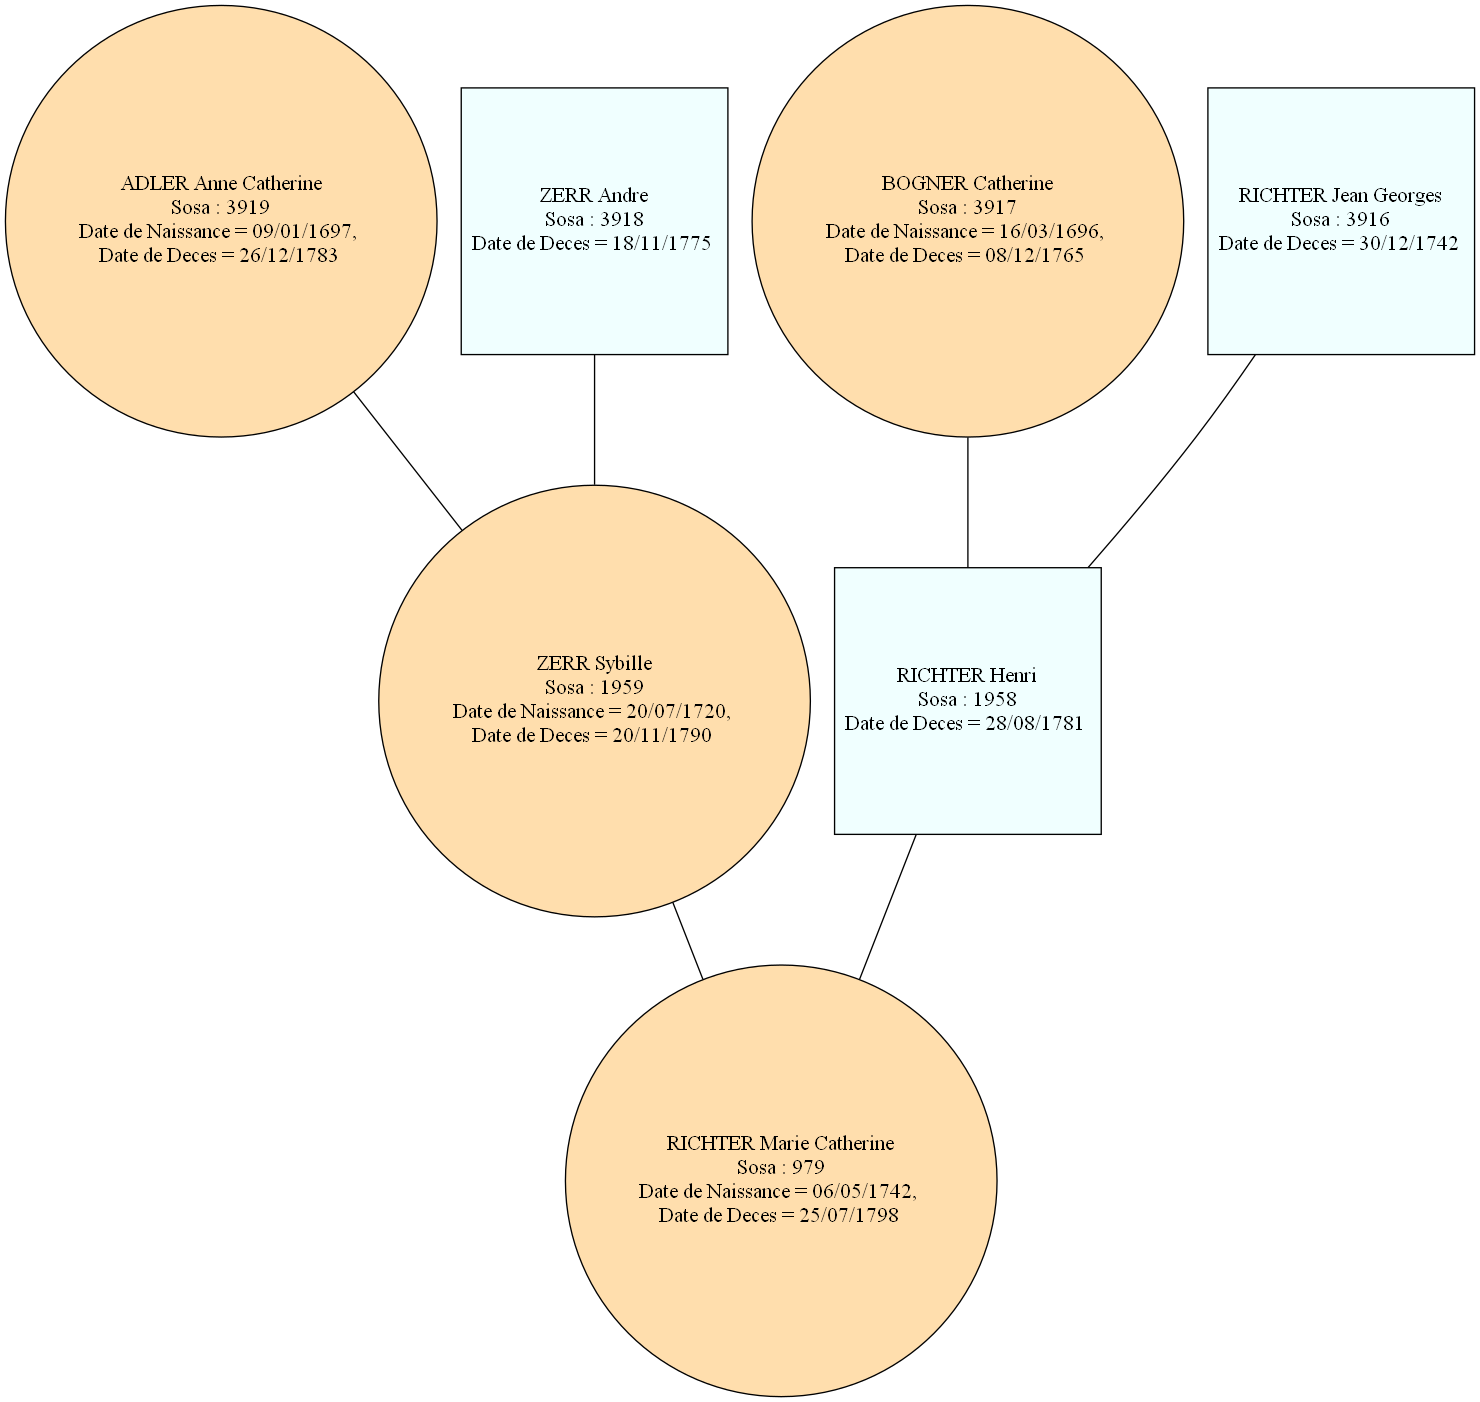 ADLER Anne Catherine
Sosa : 3919
Date de Naissance = 09/01/1697,
Date de Deces = 26/12/1783
ZERR Andre
Sosa : 3918
Date de Deces = 18/11/1775
BOGNER Catherine
Sosa : 3917
Date de Naissance = 16/03/1696,
Date de Deces = 08/12/1765
RICHTER Jean Georges
Sosa : 3916
Date de Deces = 30/12/1742
ZERR Sybille
Sosa : 1959
Date de Naissance = 20/07/1720,
Date de Deces = 20/11/1790
RICHTER Henri
Sosa : 1958
Date de Deces = 28/08/1781
RICHTER Marie Catherine
Sosa : 979
Date de Naissance = 06/05/1742,
Date de Deces = 25/07/1798